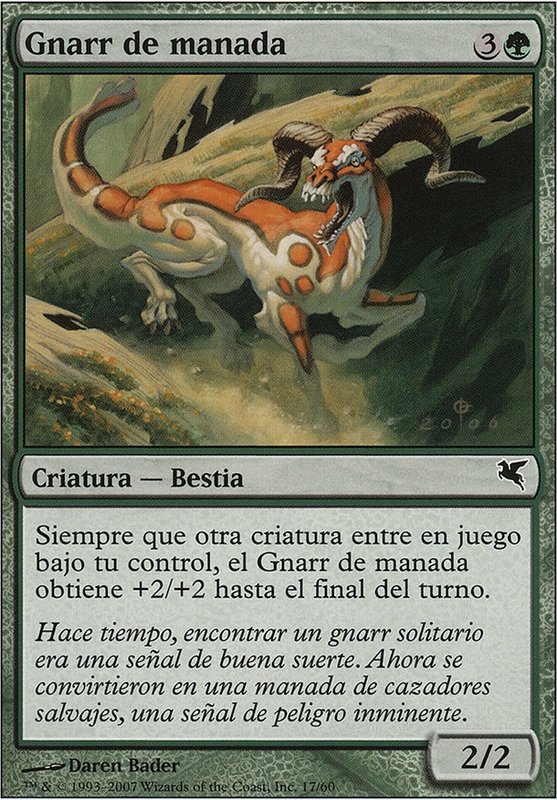 Gnarr de manada 3
Criatura — Bestia
Siempre que otra criatura entre en juego
bajo tu control, el Gnarr de manada
obtiene +2/+2 hasta el final del turno.
Hace tiempo, encontrar un gnarr solitario
era una señal de buena suerte. Ahora se
convirtieron en una manada de cazadores
salvajes, una señal de peligro inminente.
2/2
Daren Bader
™ & © 1993–2007 Wizards of the Coast, Inc. 17/60